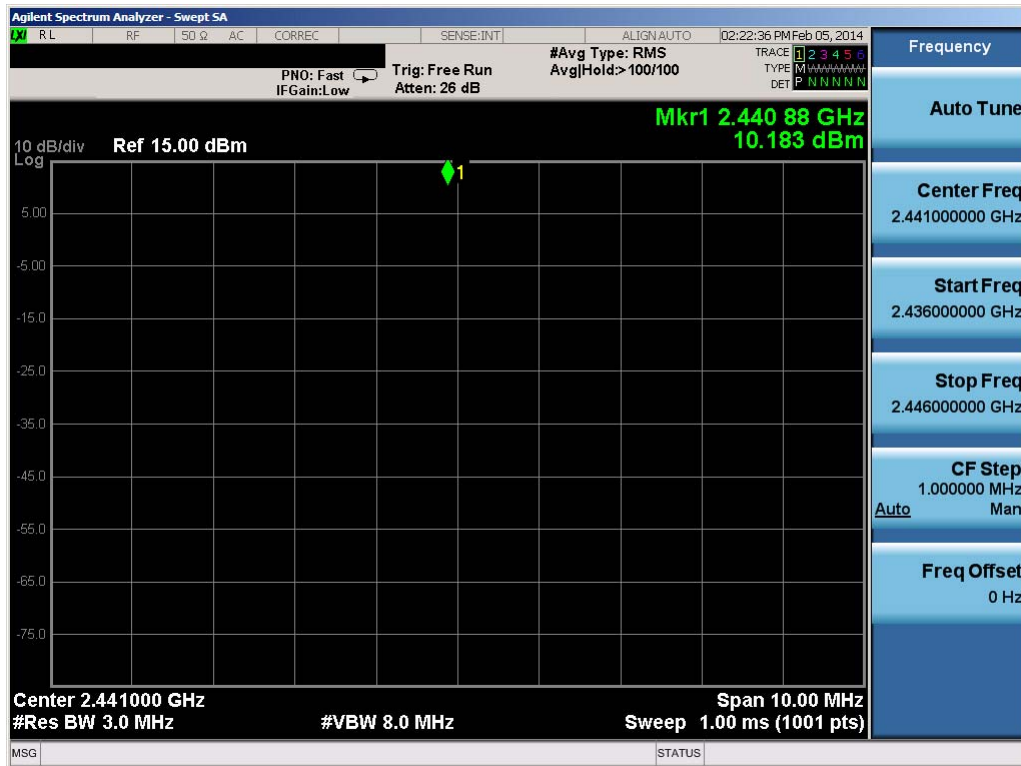 Agilent Spectrum Analyzer - Swept SA
LXI RL RF 50 Ω AC CORREC SENSE:INT ALIGNAUTO 02:22:36 PM Feb 05, 2014
PNO: Fast
IFGain:Low
Trig: Free Run
Atten: 26 dB
#Avg Type: RMS
Avg|Hold:>100/100
TRACE 1 2 3 4 5 6
TYPE M WWWWW
DET P N N N N N
Mkr1 2.440 88 GHz
10.183 dBm
10 dB/div Ref 15.00 dBm
Log
1
5.00
-5.00
-15.0
-25.0
-35.0
-45.0
-55.0
-65.0
-75.0
Center 2.441000 GHz Span 10.00 MHz
#Res BW 3.0 MHz #VBW 8.0 MHz Sweep 1.00 ms (1001 pts)
MSG STATUS
Frequency
Auto Tune
Center Freq
2.441000000 GHz
Start Freq
2.436000000 GHz
Stop Freq
2.446000000 GHz
CF Step
1.000000 MHz
Auto Man
Freq Offset
0 Hz